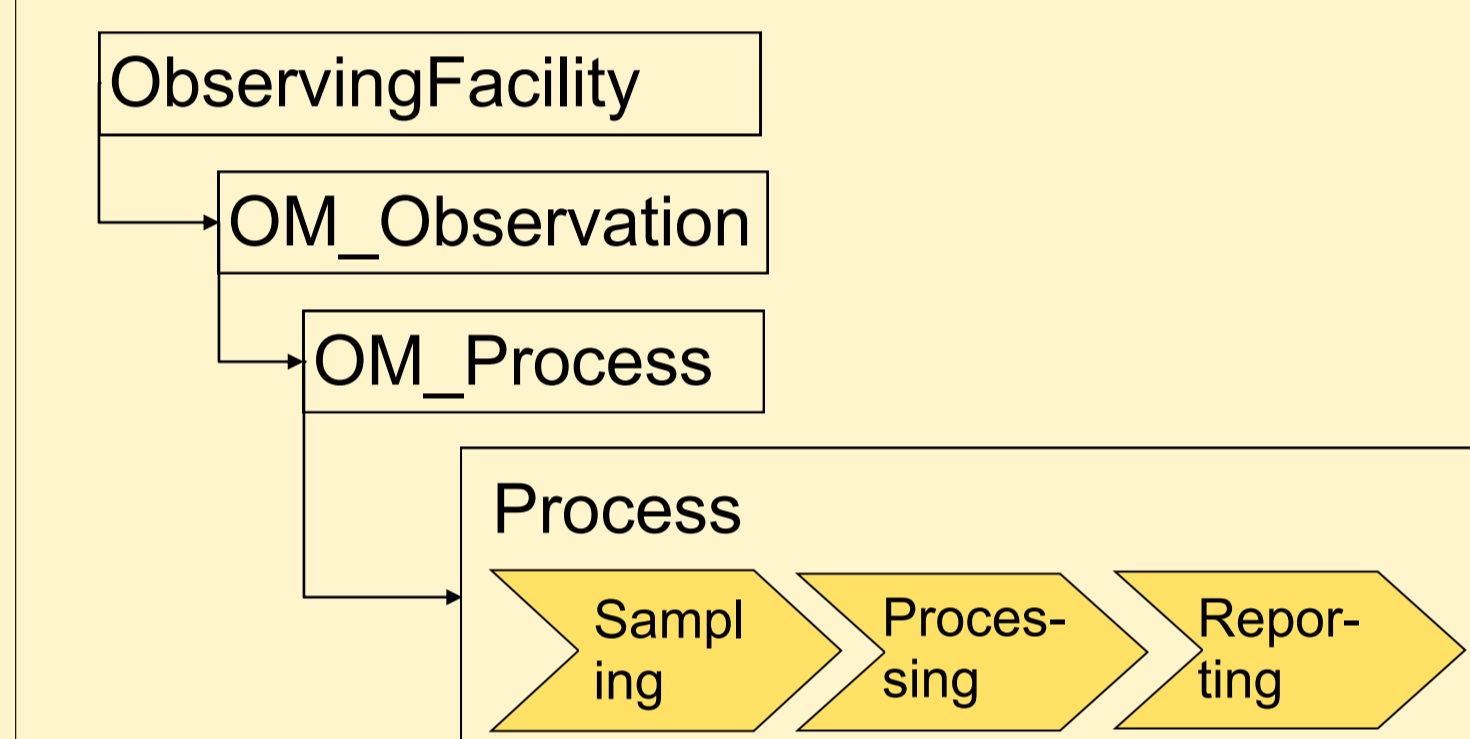 ObservingFacility
OM_Observation
OM_Process
Process
Sampl
ing
Proces-
sing
Repor-
ting